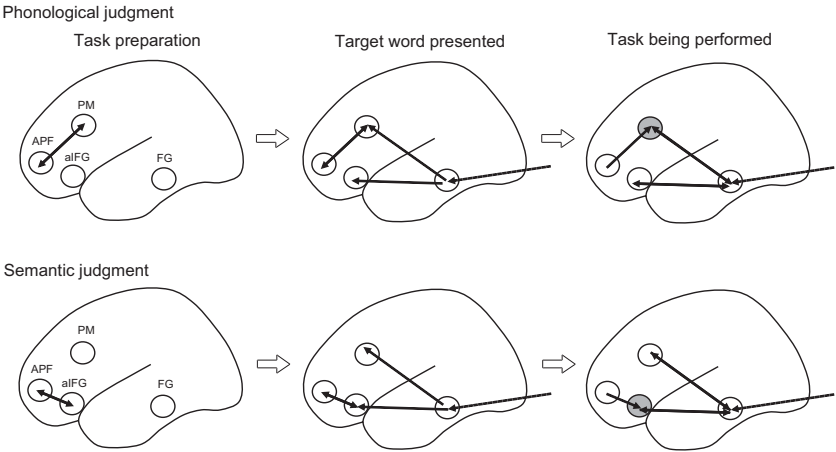 Phonological judgment
Task preparation
Target word presented
Task being performed
PM
APF
aIFG
FG
Semantic judgment
PM
APF
aIFG
FG